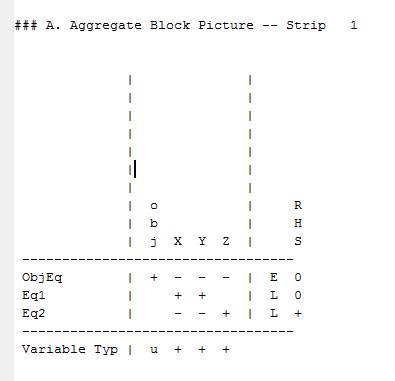 ### A. Aggregate Block Picture -- Strip   1
                |              |
                |              |
                |              |
                |              |
                |              |
                |              |
                |              |
                |  o           |     R
                |  b           |     H
                |  j  X  Y  Z  |     S
----------------------------------
ObjEq           |  +  -  -  -  |  E  0
Eq1             |     +  +     |  L  0
Eq2             |     -  -  +  |  L  +
----------------------------------
Variable Typ |  u  +  +  +